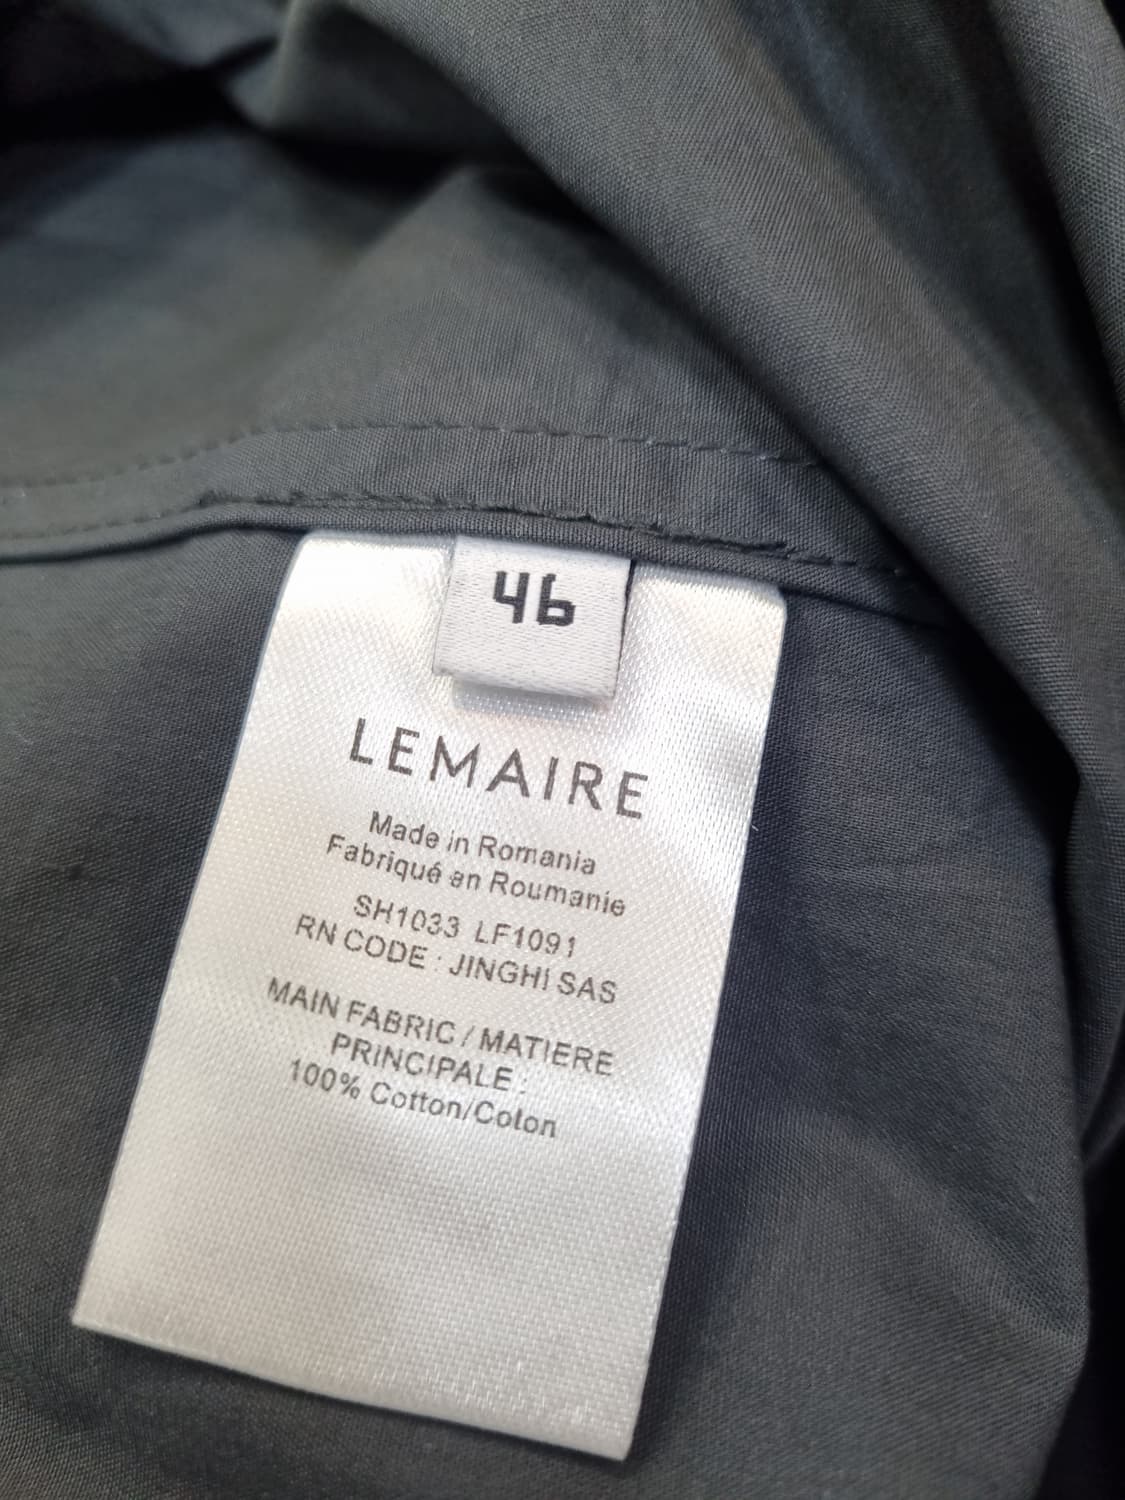 46
LEMAIRE
Made in Romania
Fabriqué en Roumanie
SH1033 LF1091
RN CODE : JINGHI SAS
MAIN FABRIC / MATIERE
PRINCIPALE :
100% Cotton/Coton